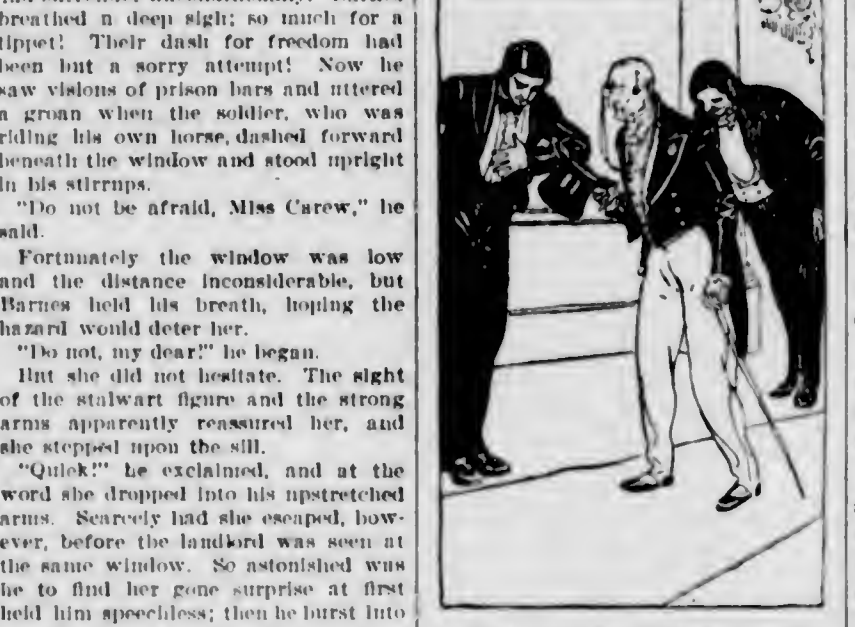 breathed a deep sigh; so much for a
tippet! Their dash for freedom had
been but a sorry attempt! Now he
saw visions of prison bars and uttered
a groan when the soldier, who was
riding his own horse, dashed forward
beneath the window and stood upright
in his stirrups.
"Do not be afraid, Miss Carew," he
said.
Fortunately the window was low
and the distance inconsiderable, but
Barnes held his breath, hoping the
hazard would deter her.
"Do not, my dear!" he began.
But she did not hesitate. The sight
of the stalwart figure and the strong
arms apparently reassured her, and
she stepped upon the sill.
"Quick!" he exclaimed, and at the
word she dropped into his upstretched
arms. Scarcely had she escaped, how-
ever, before the landlord was seen at
the same window. So astonished was
he to find her gone surprise at first
held him speechless; then he burst into